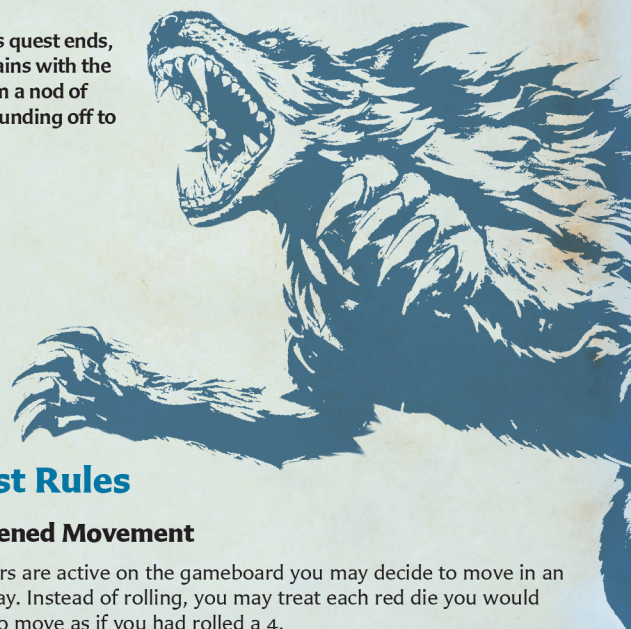 s quest ends,
ains with the
m a nod of
unding off to
st Rules
ened Movement
rs are active on the gameboard you may decide to move in an
ay. Instead of rolling, you may treat each red die you would
o move as if you had rolled a 4.